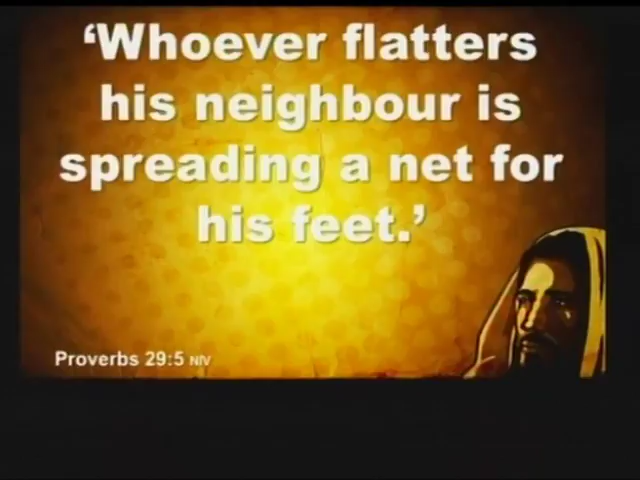 ‘Whoever flatters
his neighbour is
spreading a net for
his feet.’
Proverbs 29:5 NIV